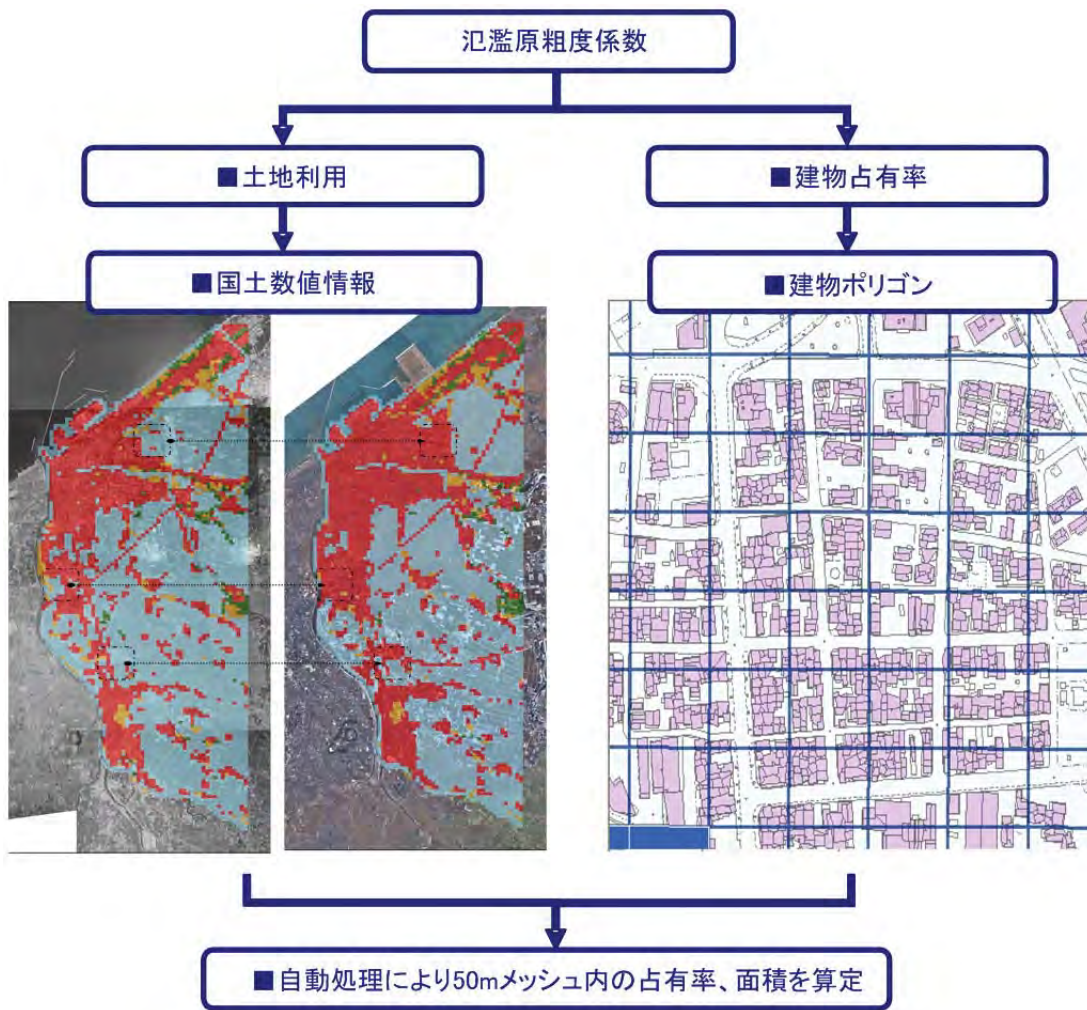 氾濫原粗度係数
■土地利用
■建物占有率
■国土数値情報
■建物ポリゴン
■自動処理により50mメッシュ内の占有率、面積を算定